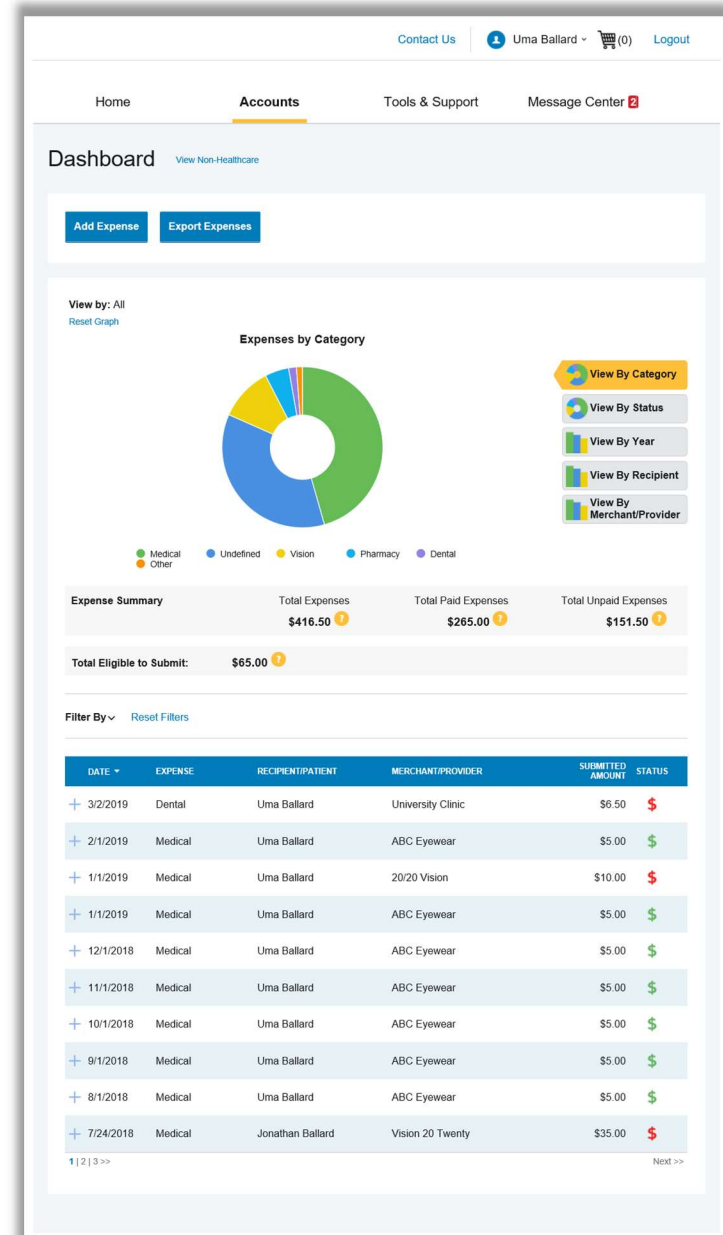 Contact Us Uma Ballard (0) Logout
Home Accounts Tools & Support Message Center 2
Dashboard View Non-Healthcare
Add Expense Export Expenses
View by: All
Reset Graph
Expenses by Category
View By Category
View By Status
View By Year
View By Recipient
View By
Merchant/Provider
Medical Undefined Vision Pharmacy Dental
Other
Expense Summary Total Expenses Total Paid Expenses Total Unpaid Expenses
$416.50 ? $265.00 ? $151.50 ?
Total Eligible to Submit: $65.00 ?
Filter By Reset Filters
DATE EXPENSE RECIPIENT/PATIENT MERCHANT/PROVIDER SUBMITTED AMOUNT STATUS
+ 3/2/2019 Dental Uma Ballard University Clinic $6.50 $
+ 2/1/2019 Medical Uma Ballard ABC Eyewear $5.00 $
+ 1/1/2019 Medical Uma Ballard 20/20 Vision $10.00 $
+ 1/1/2019 Medical Uma Ballard ABC Eyewear $5.00 $
+ 12/1/2018 Medical Uma Ballard ABC Eyewear $5.00 $
+ 11/1/2018 Medical Uma Ballard ABC Eyewear $5.00 $
+ 10/1/2018 Medical Uma Ballard ABC Eyewear $5.00 $
+ 9/1/2018 Medical Uma Ballard ABC Eyewear $5.00 $
+ 8/1/2018 Medical Uma Ballard ABC Eyewear $5.00 $
+ 7/24/2018 Medical Jonathan Ballard Vision 20 Twenty $35.00 $
1 | 2 | 3 >> Next >>